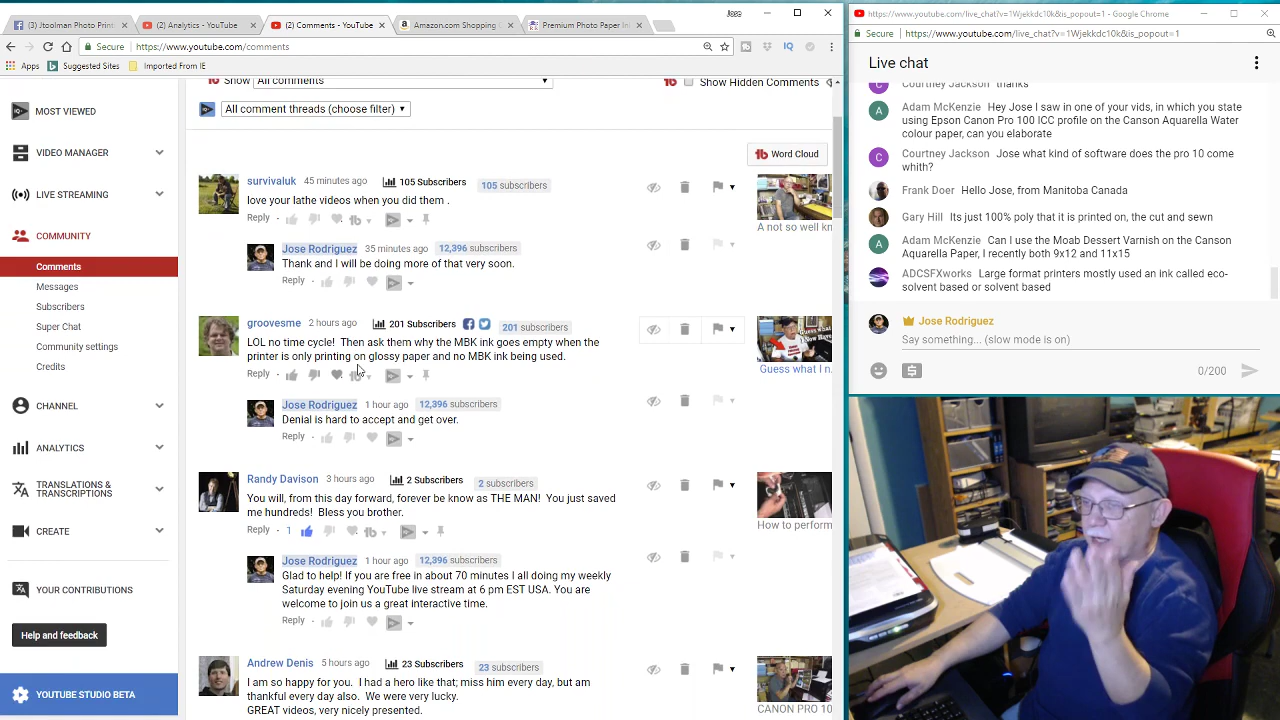 (3) Jtoolman Photo Print
(2) Analytics - YouTube
(2) Comments - YouTube
Amazon.com Shopping C
Premium Photo Paper In
Jose
Secure https://www.youtube.com/comments
IQ
Apps Suggested Sites Imported From IE
Show All comments
Show Hidden Comments
All comment threads (choose filter)
Word Cloud
MOST VIEWED
VIDEO MANAGER
LIVE STREAMING
COMMUNITY
Comments
Messages
Subscribers
Super Chat
Community settings
Credits
CHANNEL
ANALYTICS
TRANSLATIONS &
TRANSCRIPTIONS
CREATE
YOUR CONTRIBUTIONS
Help and feedback
YOUTUBE STUDIO BETA
survivaluk 45 minutes ago 105 Subscribers 105 subscribers
love your lathe videos when you did them .
Reply
A not so well kn
Jose Rodriguez 35 minutes ago 12,396 subscribers
Thank and I will be doing more of that very soon.
Reply
groovesme 2 hours ago 201 Subscribers 201 subscribers
LOL no time cycle! Then ask them why the MBK ink goes empty when the
printer is only printing on glossy paper and no MBK ink being used.
Reply
Guess what I n
Jose Rodriguez 1 hour ago 12,396 subscribers
Denial is hard to accept and get over.
Reply
Randy Davison 3 hours ago 2 Subscribers 2 subscribers
You will, from this day forward, forever be know as THE MAN! You just saved
me hundreds! Bless you brother.
Reply 1
How to perform
Jose Rodriguez 1 hour ago 12,396 subscribers
Glad to help! If you are free in about 70 minutes I all doing my weekly
Saturday evening YouTube live stream at 6 pm EST USA. You are
welcome to join us a great interactive time.
Reply
Andrew Denis 5 hours ago 23 Subscribers 23 subscribers
I am so happy for you. I had a hero like that; miss him every day, but am
thankful every day also. We were very lucky.
GREAT videos, very nicely presented.
CANON PRO 10
https://www.youtube.com/live_chat?v=1Wjekkdc10k&is_popout=1 - Google Chrome
Secure https://www.youtube.com/live_chat?v=1Wjekkdc10k&is_popout=1
Live chat
Courtney Jackson thanks
Adam McKenzie Hey Jose I saw in one of your vids, in which you state
using Epson Canon Pro 100 ICC profile on the Canson Aquarella Water
colour paper, can you elaborate
Courtney Jackson Jose what kind of software does the pro 10 come
whith?
Frank Doer Hello Jose, from Manitoba Canada
Gary Hill Its just 100% poly that it is printed on, the cut and sewn
Adam McKenzie Can I use the Moab Dessert Varnish on the Canson
Aquarella Paper, I recently both 9x12 and 11x15
ADCSFXworks Large format printers mostly used an ink called eco-
solvent based or solvent based
Jose Rodriguez
Say something... (slow mode is on)
0/200